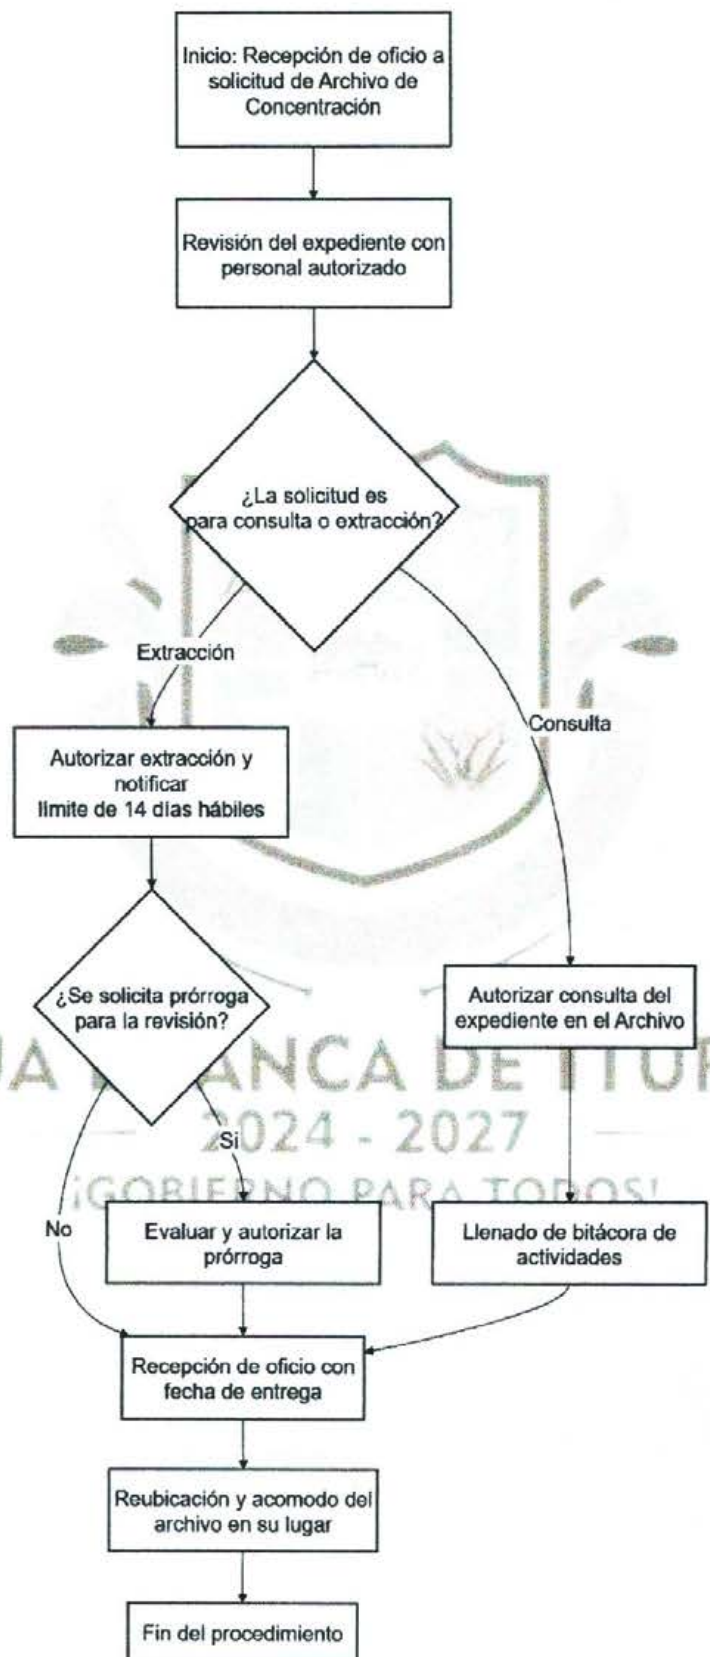 Inicio: Recepción de oficio a
solicitud de Archivo de
Concentración
Revisión del expediente con
personal autorizado
¿La solicitud es
para consulta o extracción?
Extracción
Consulta
Autorizar extracción y
notificar
límite de 14 días hábiles
¿Se solicita prórroga
para la revisión?
Autorizar consulta del
expediente en el Archivo
DE
2024 - 2027
Si
¡GOBIERNO PARA TODOS!
No
Evaluar y autorizar la
prórroga
Llenado de bitácora de
actividades
Recepción de oficio con
fecha de entrega
Reubicación y acomodo del
archivo en su lugar
Fin del procedimiento